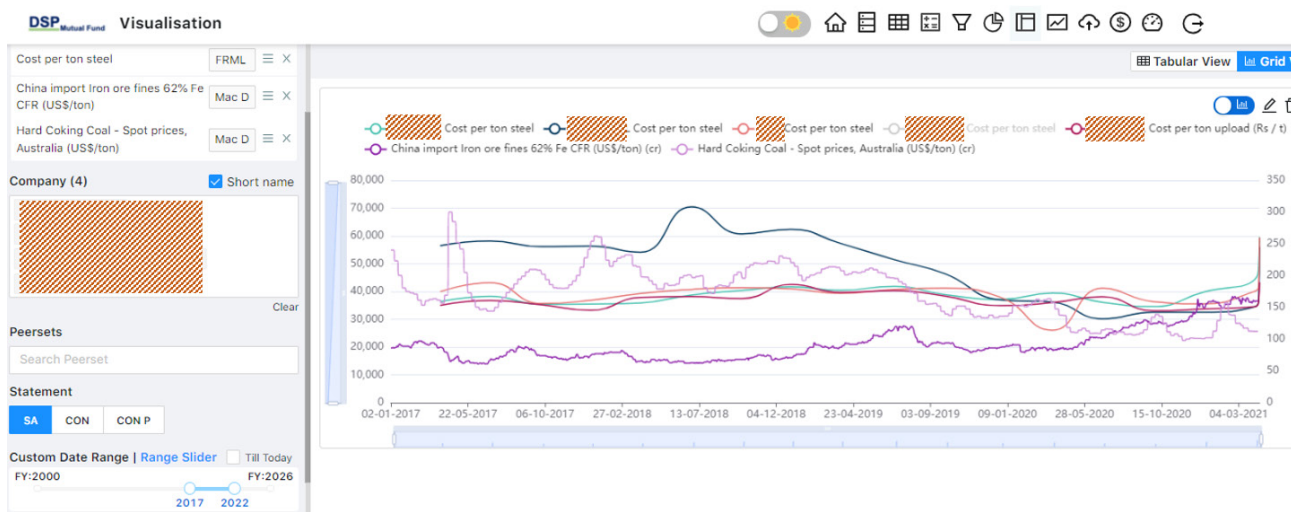 DSP Mutual Fund Visualisation
Tabular View Grid V
Cost per ton steel FRML
China import Iron ore fines 62% Fe CFR (US$/ton) Mac D
Hard Coking Coal - Spot prices, Australia (US$/ton) Mac D
Company (4) Short name
Clear
Peersets
Search Peerset
Statement
SA CON CON P
Custom Date Range | Range Slider Till Today
FY:2000 FY:2026
2017 2022
Cost per ton steel L Cost per ton steel Cost per ton steel Cost per ton steel Cost per ton upload (Rs / t)
China import Iron ore fines 62% Fe CFR (US$/ton) (cr) Hard Coking Coal - Spot prices, Australia (US$/ton) (cr)
80,000 350
70,000 300
60,000 250
50,000 200
40,000 150
30,000 100
20,000 50
10,000
0 0
02-01-2017 22-05-2017 06-10-2017 27-02-2018 13-07-2018 04-12-2018 23-04-2019 03-09-2019 09-01-2020 28-05-2020 15-10-2020 04-03-2021